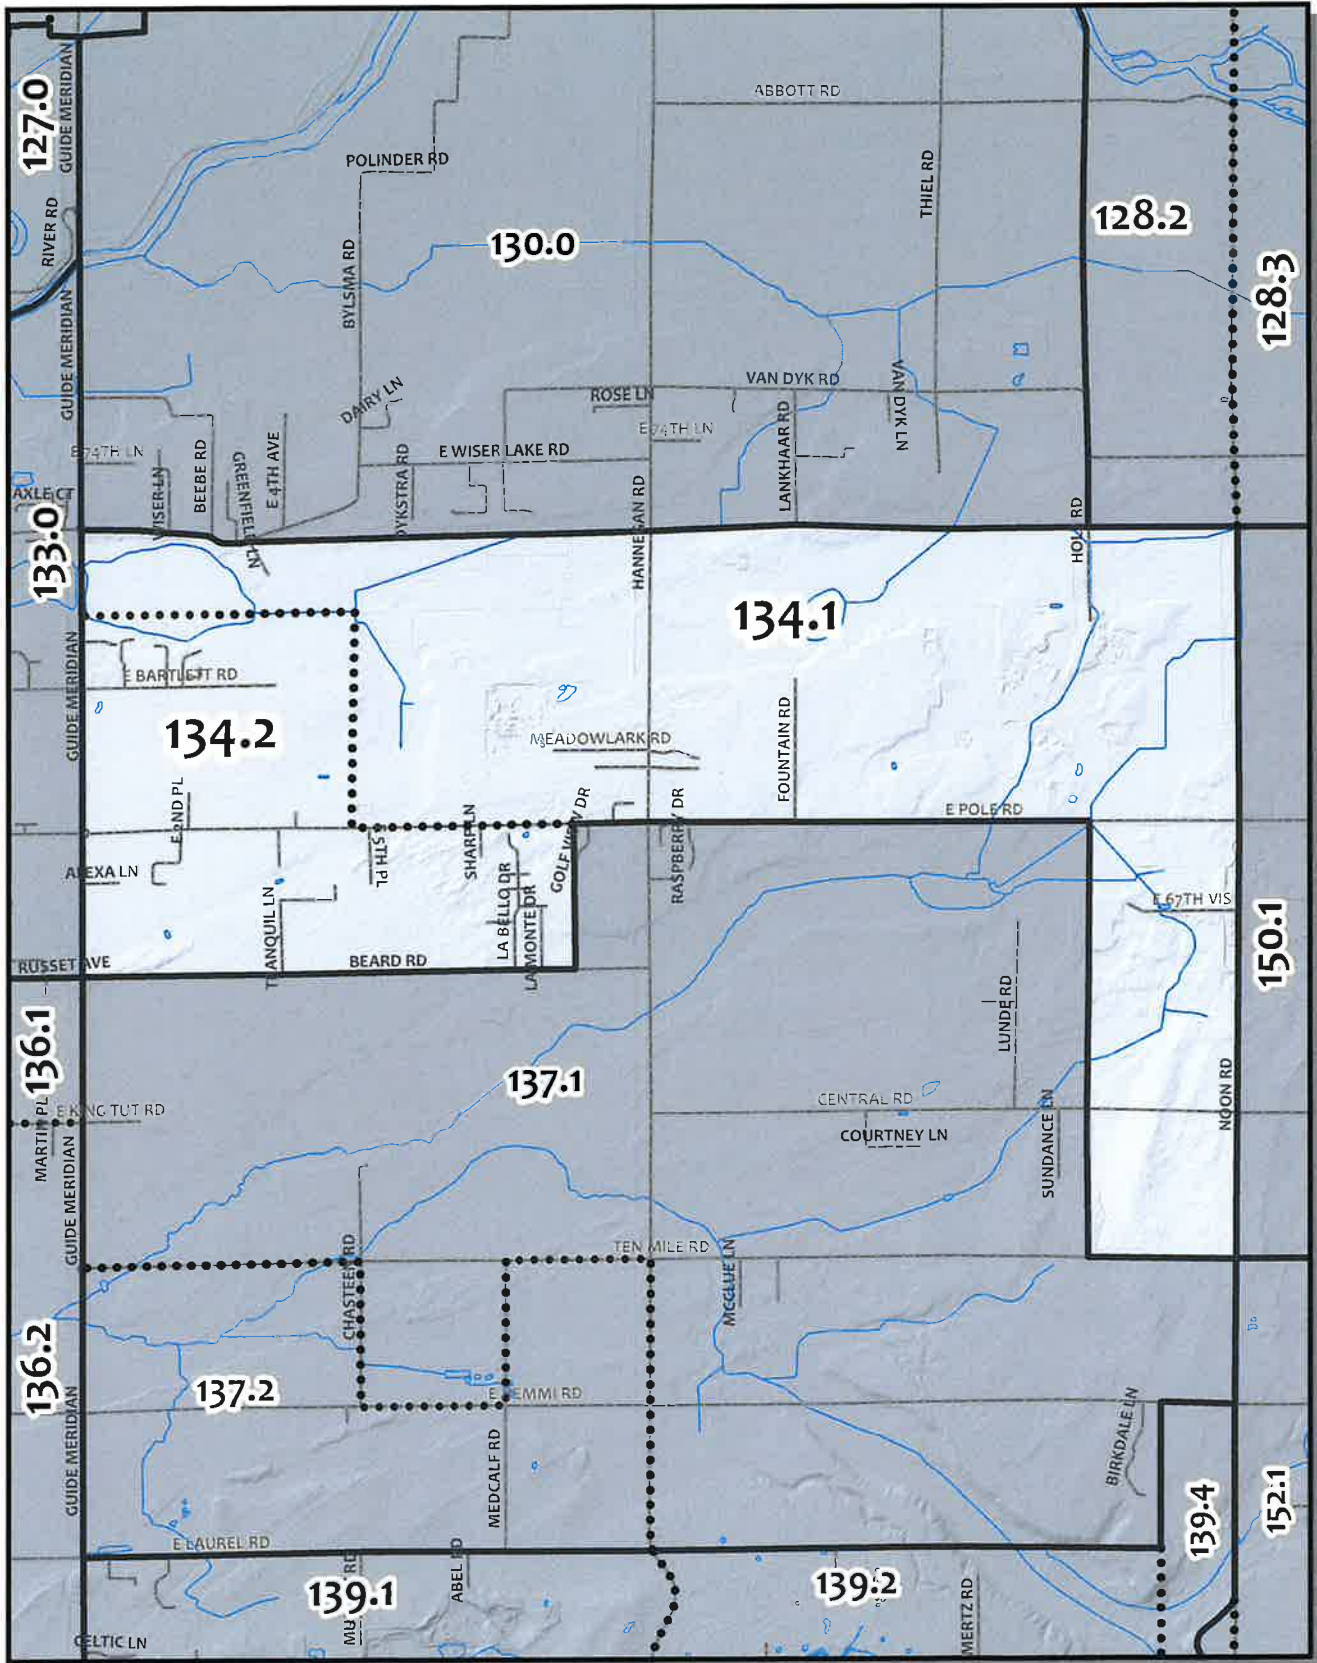 127.0
GUIDE MERIDIAN
RIVER RD
POLINDER RD
ABBOTT RD
THIEL RD
128.2
128.3
130.0
BYLSMA RD
GUIDE MERIDIAN
DAIRY LN
VAN DYK RD
ROSE LN
VAN DYK LN
LANKHAAR RD
E 74TH LN
E 74TH LN
E WISER LAKE RD
BEEBE RD
GREENFIELD LN
E 4TH AVE
DYKSTRA RD
WISER LN
AXLE CT
HANNEGAN RD
133.0
134.1
GUIDE MERIDIAN
E BARTLETT RD
134.2
MEADOWLARK RD
FOUNTAIN RD
E POLE RD
E 2ND PL
5TH PL
SHARP LN
GOLF VIEW DR
RASPBERRY DR
ALEXA LN
TRANQUIL LN
LA BELLO DR
LA MONTE DR
E 67TH VIS
150.1
RUSSET AVE
BEARD RD
LUNDE RD
136.1
137.1
E KING TUT RD
MARTIN PL
CENTRAL RD
COURTNEY LN
SUNDANCE LN
NOON RD
GUIDE MERIDIAN
CHASTEEN RD
TEN MILE RD
MCCLUE LN
136.2
137.2
GUIDE MERIDIAN
MEDCALF RD
BIRKDALE LN
139.4
152.1
E LAUREL RD
139.1
ABEL RD
139.2
MERTZ RD
CELTIC LN